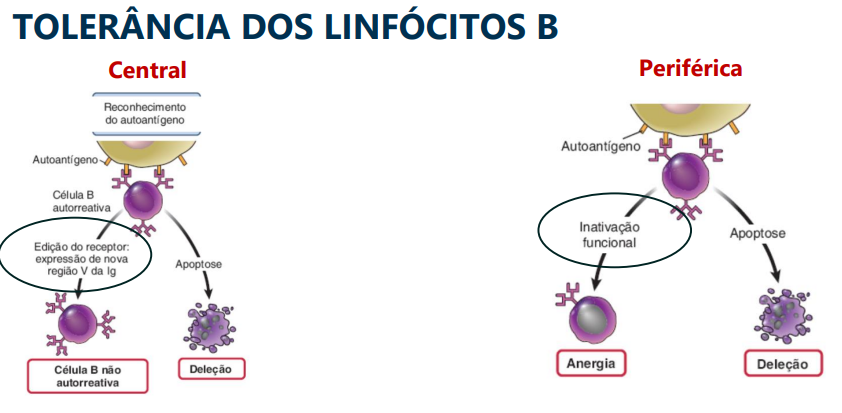 TOLERÂNCIA DOS LINFÓCITOS B
Central
Reconhecimento
do autoantígeno
Autoantígeno
Célula B
autorreativa
Edição do receptor:
expressão de nova
região V da Ig
Apoptose
Célula B não
autorreativa
Deleção
Periférica
Autoantígeno
Inativação
funcional
Apoptose
Anergia
Deleção